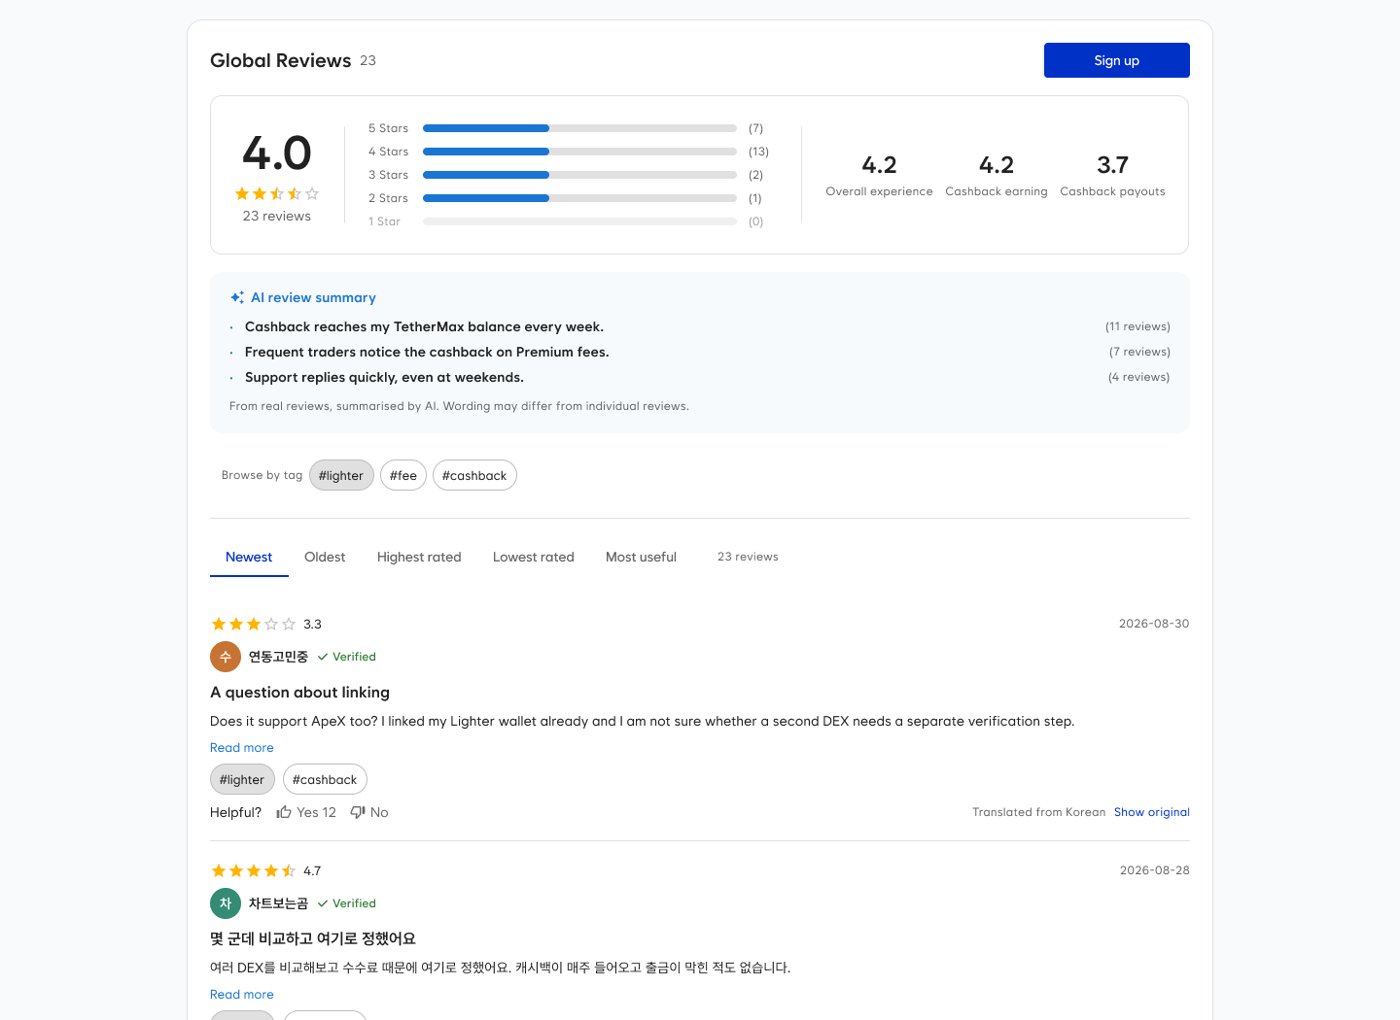 Global Reviews 23
Sign up
4.0
23 reviews
5 Stars (7)
4 Stars (13)
3 Stars (2)
2 Stars (1)
1 Star (0)
4.2 4.2 3.7
Overall experience Cashback earning Cashback payouts
AI review summary
· Cashback reaches my TetherMax balance every week. (11 reviews)
· Frequent traders notice the cashback on Premium fees. (7 reviews)
· Support replies quickly, even at weekends. (4 reviews)
From real reviews, summarised by AI. Wording may differ from individual reviews.
Browse by tag #lighter #fee #cashback
Newest Oldest Highest rated Lowest rated Most useful 23 reviews
3.3 2026-08-30
수 연동고민중 Verified
A question about linking
Does it support ApeX too? I linked my Lighter wallet already and I am not sure whether a second DEX needs a separate verification step.
Read more
#lighter #cashback
Helpful? Yes 12 No Translated from Korean Show original
4.7 2026-08-28
차 차트보는곰 Verified
몇 군데 비교하고 여기로 정했어요
여러 DEX를 비교해보고 수수료 때문에 여기로 정했어요. 캐시백이 매주 들어오고 출금이 막힌 적도 없습니다.
Read more